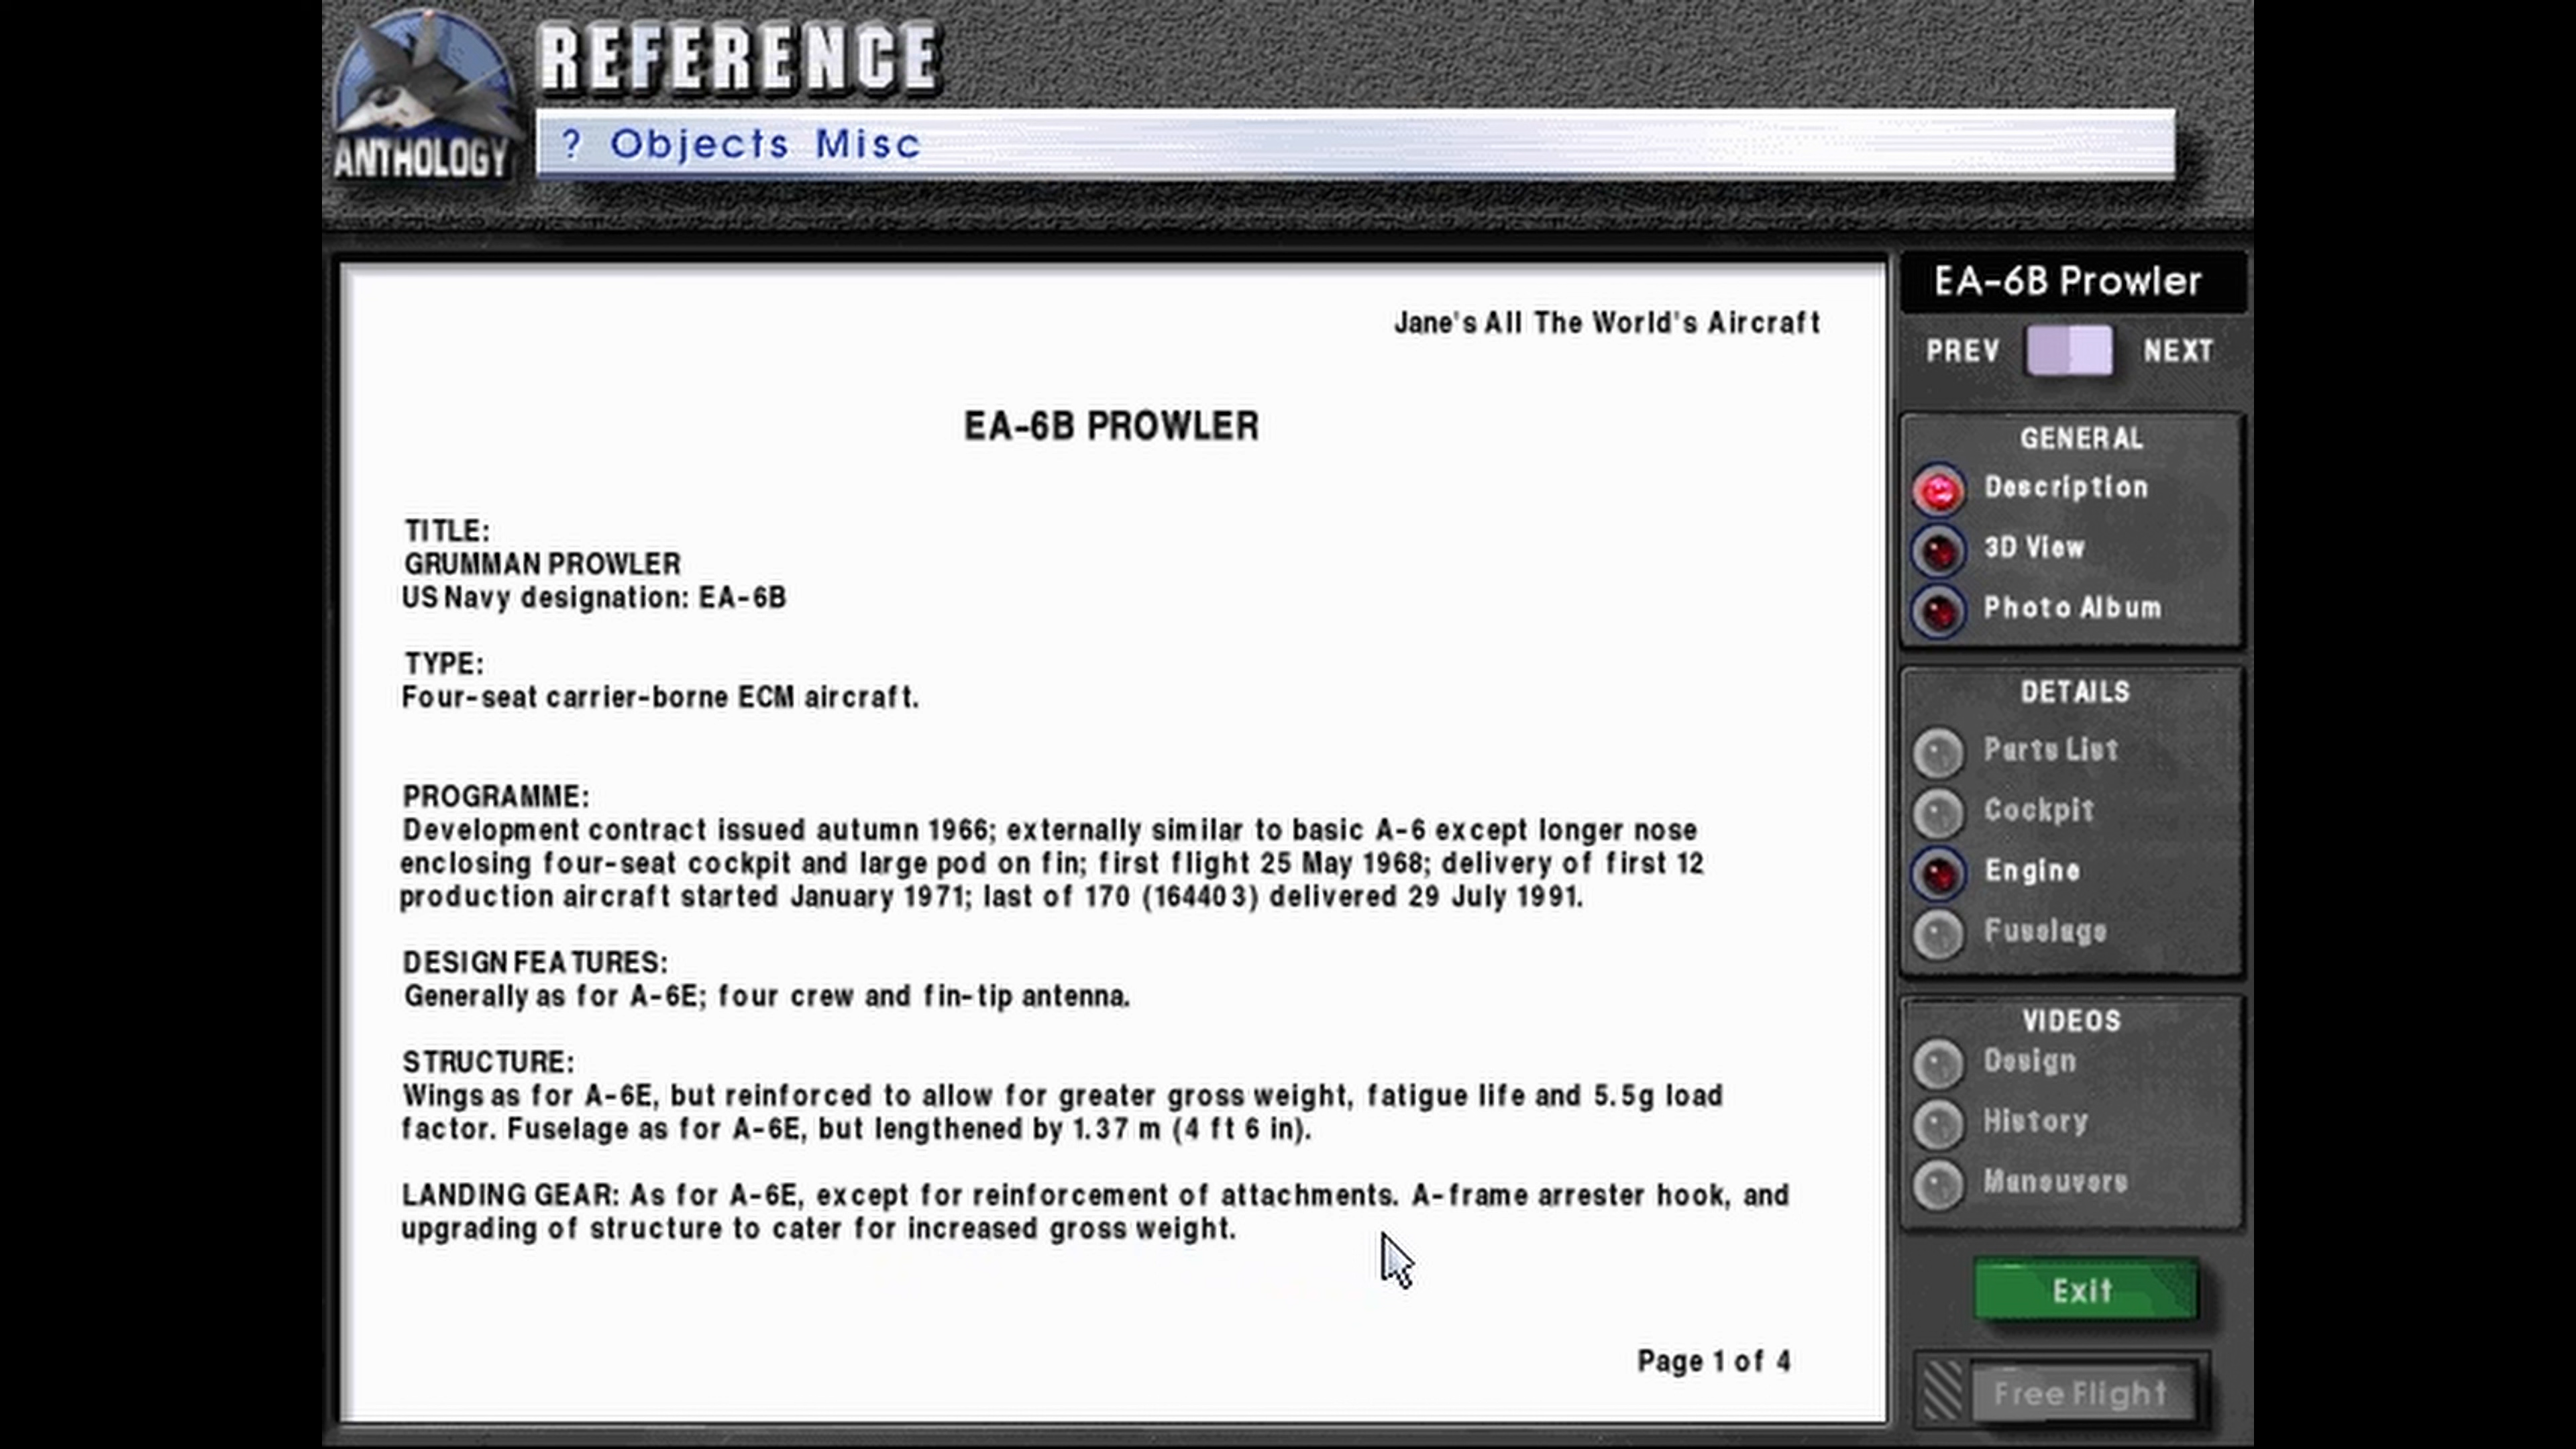 REFERENCE
ANTHOLOGY
? Objects Misc
Jane's All The World's Aircraft
EA-6B PROWLER
TITLE:
GRUMMAN PROWLER
US Navy designation: EA-6B
TYPE:
Four-seat carrier-borne ECM aircraft.
PROGRAMME:
Development contract issued autumn 1966; externally similar to basic A-6 except longer nose
enclosing four-seat cockpit and large pod on fin; first flight 25 May 1968; delivery of first 12
production aircraft started January 1971; last of 170 (164403) delivered 29 July 1991.
DESIGN FEATURES:
Generally as for A-6E; four crew and fin-tip antenna.
STRUCTURE:
Wings as for A-6E, but reinforced to allow for greater gross weight, fatigue life and 5.5g load
factor. Fuselage as for A-6E, but lengthened by 1.37 m (4 ft 6 in).
LANDING GEAR: As for A-6E, except for reinforcement of attachments. A-frame arrester hook, and
upgrading of structure to cater for increased gross weight.
Page 1 of 4
EA-6B Prowler
PREV NEXT
GENERAL
Description
3D View
Photo Album
DETAILS
Parts List
Cockpit
Engine
Fuselage
VIDEOS
Design
History
Maneuvers
Exit
Free Flight